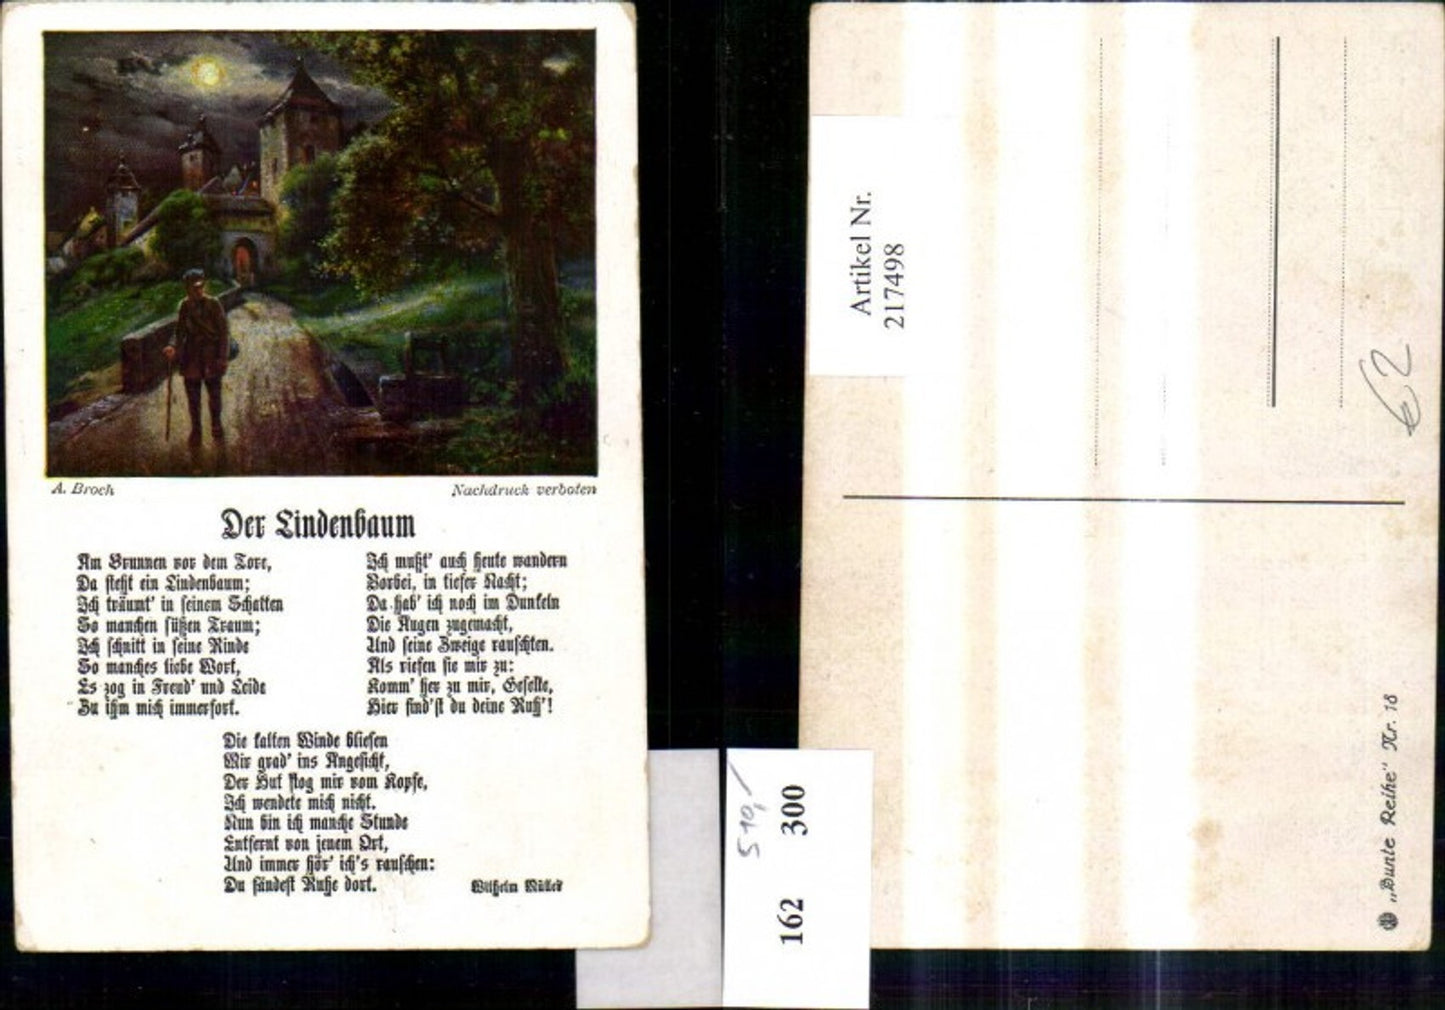 A. Broch
Nachdruck verboten
Der Lindenbaum
Am Brunnen vor dem Tore,
Da steht ein Lindenbaum;
Ich träumt' in seinem Schatten
So manchen süßen Traum;
Ich schnitt in seine Rinde
So manches liebe Wort,
Es zog in Freud' und Leide
Zu ihm mich immerfort.
Ich mußt' auch heute wandern
Vorbei, in tiefer Nacht;
Da hab' ich noch im Dunkeln
Die Augen zugemacht,
Und seine Zweige rauschten.
Als riefen sie mir zu:
Komm' her zu mir, Geselle,
Hier find'st du deine Ruh'!
Die kalten Winde bliesen
Mir grad' ins Angesicht,
Der Hut flog mir vom Kopfe,
Ich wendete mich nicht.
Nun bin ich manche Stunde
Entfernt von jenem Ort,
Und immer hör' ich's rauschen:
Du fändest Ruhe dort.
Wilhelm Müller
510,-
162 300
Artikel Nr.
217498
€2
„Bunte Reihe" Nr. 18